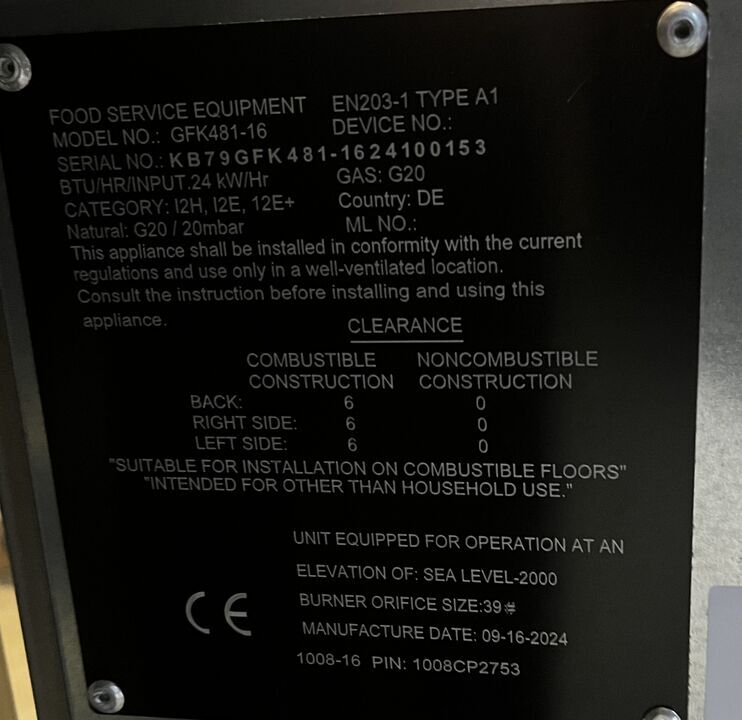 FOOD SERVICE EQUIPMENT EN203-1 TYPE A1
MODEL NO.: GFK481-16 DEVICE NO.:
SERIAL NO.: KB79GFK481-1624100153
BTU/HR/INPUT.24 kW/Hr GAS: G20
CATEGORY: I2H, I2E, 12E+ Country: DE
Natural: G20 / 20mbar ML NO.:
This appliance shall be installed in conformity with the current
regulations and use only in a well-ventilated location.
Consult the instruction before installing and using this
appliance.
CLEARANCE
COMBUSTIBLE NONCOMBUSTIBLE
CONSTRUCTION CONSTRUCTION
BACK: 6 0
RIGHT SIDE: 6 0
LEFT SIDE: 6 0
"SUITABLE FOR INSTALLATION ON COMBUSTIBLE FLOORS"
"INTENDED FOR OTHER THAN HOUSEHOLD USE."
UNIT EQUIPPED FOR OPERATION AT AN
ELEVATION OF: SEA LEVEL-2000
BURNER ORIFICE SIZE:39#
CE
MANUFACTURE DATE: 09-16-2024
1008-16 PIN: 1008CP2753